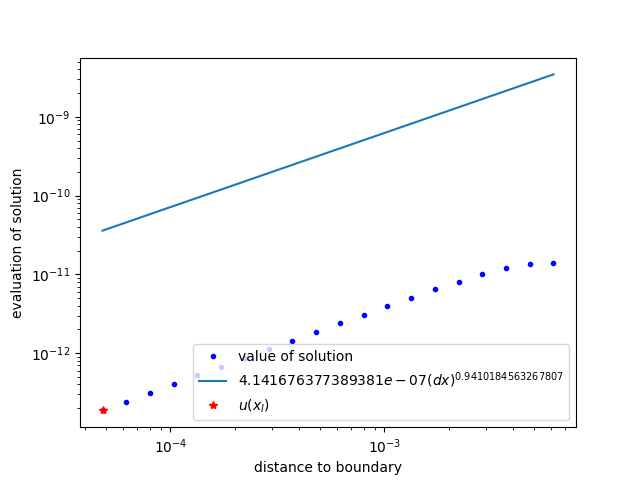 evaluation of solution
10⁻⁹
10⁻¹⁰
10⁻¹¹
10⁻¹²
value of solution
4.141676377389381e − 07(dx)^0.9410184563267807
u(x_l)
10⁻⁴
10⁻³
distance to boundary